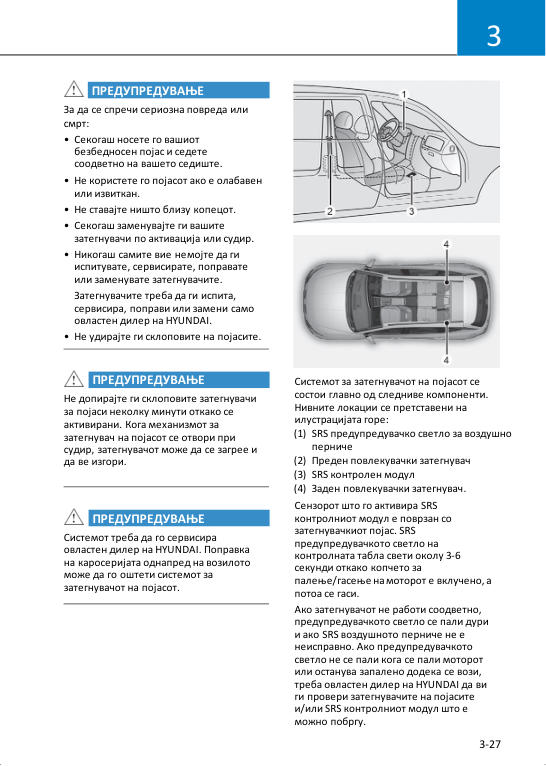 3
ПРЕДУПРЕДУВАЊЕ
За да се спречи сериозна повреда или
смрт:
• Секогаш носете го вашиот
безбедносен појас и седете
соодветно на вашето седиште.
• Не користете го појасот ако е олабавен
или извиткан.
• Не ставајте ништо близу копецот.
• Секогаш заменувајте ги вашите
затегнувачи по активација или судир.
• Никогаш самите вие немојте да ги
испитувате, сервисирате, поправате
или заменувате затегнувачите.
Затегнувачите треба да ги испита,
сервисира, поправи или замени само
овластен дилер на HYUNDAI.
• Не удирајте ги склоповите на појасите.
ПРЕДУПРЕДУВАЊЕ
Не допирајте ги склоповите затегнувачи
за појаси неколку минути откако се
активирани. Кога механизмот за
затегнувач на појасот се отвори при
судир, затегнувачот може да се загрее и
да ве изгори.
ПРЕДУПРЕДУВАЊЕ
Системот треба да го сервисира
овластен дилер на HYUNDAI. Поправка
на каросеријата однапред на возилото
може да го оштети системот за
затегнувачот на појасот.
1
2
3
4
4
Системот за затегнувачот на појасот се
состои главно од следниве компоненти.
Нивните локации се претставени на
илустрацијата горе:
(1) SRS предупредувачко светло за воздушно
перниче
(2) Преден повлекувачки затегнувач
(3) SRS контролен модул
(4) Заден повлекувачки затегнувач.
Сензорот што го активира SRS
контролниот модул е поврзан со
затегнувачкиот појас. SRS
предупредувачкото светло на
контролната табла свети околу 3-6
секунди откако копчето за
палење/гасење на моторот е вклучено, а
потоа се гаси.
Ако затегнувачот не работи соодветно,
предупредувачкото светло се пали дури
и ако SRS воздушното перниче не е
неисправно. Ако предупредувачкото
светло не се пали кога се пали моторот
или останува запалено додека се вози,
треба овластен дилер на HYUNDAI да ви
ги провери затегнувачите на појасите
и/или SRS контролниот модул што е
можно побргу.
3-27